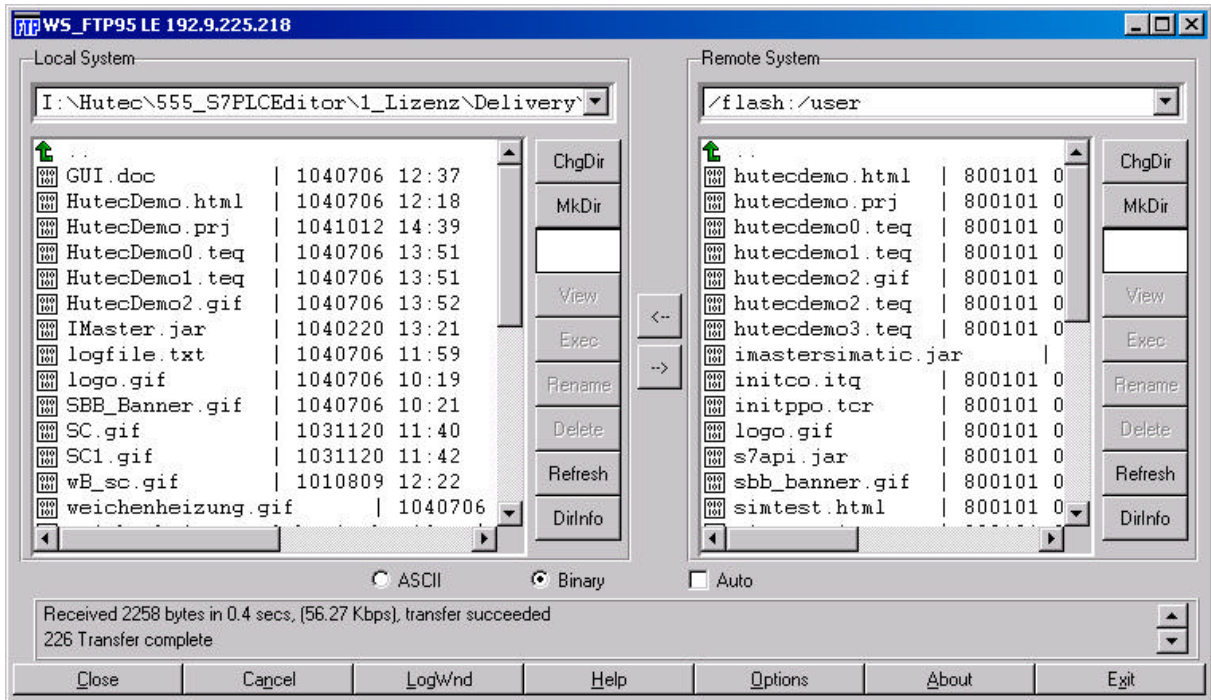 WS_FTP95 LE 192.9.225.218
Local System
I:\Hutec\555_S7PLCEditor\1_Lizenz\Delivery\
..
GUI.doc | 1040706 12:37
HutecDemo.html | 1040706 12:18
HutecDemo.prj | 1041012 14:39
HutecDemo0.teq | 1040706 13:51
HutecDemo1.teq | 1040706 13:51
HutecDemo2.gif | 1040706 13:52
IMaster.jar | 1040220 13:21
logfile.txt | 1040706 11:59
logo.gif | 1040706 10:19
SBB_Banner.gif | 1040706 10:21
SC.gif | 1031120 11:40
SC1.gif | 1031120 11:42
wB_sc.gif | 1010809 12:22
weichenheizung.gif | 1040706
ChgDir
MkDir
View
Exec
Rename
Delete
Refresh
DirInfo
<--
-->
Remote System
/flash:/user
..
hutecdemo.html | 800101 0
hutecdemo.prj | 800101 0
hutecdemo0.teq | 800101 0
hutecdemo1.teq | 800101 0
hutecdemo2.gif | 800101 0
hutecdemo2.teq | 800101 0
hutecdemo3.teq | 800101 0
imastersimatic.jar |
initco.itq | 800101 0
initppo.tcr | 800101 0
logo.gif | 800101 0
s7api.jar | 800101 0
sbb_banner.gif | 800101 0
simtest.html | 800101 0
ChgDir
MkDir
View
Exec
Rename
Delete
Refresh
DirInfo
ASCII Binary Auto
Received 2258 bytes in 0.4 secs, (56.27 Kbps), transfer succeeded
226 Transfer complete
Close Cancel LogWnd Help Options About Exit